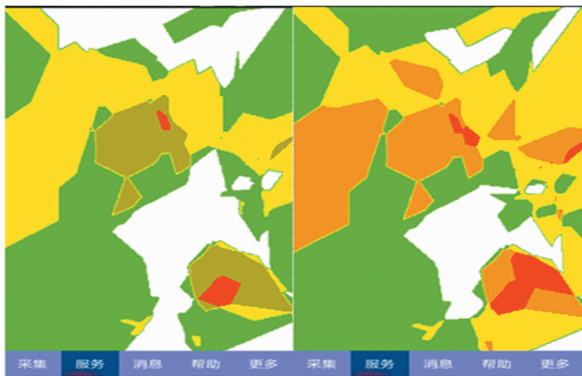 采集 服务 消息 帮助 更多 采集 服务 消息 帮助 更多